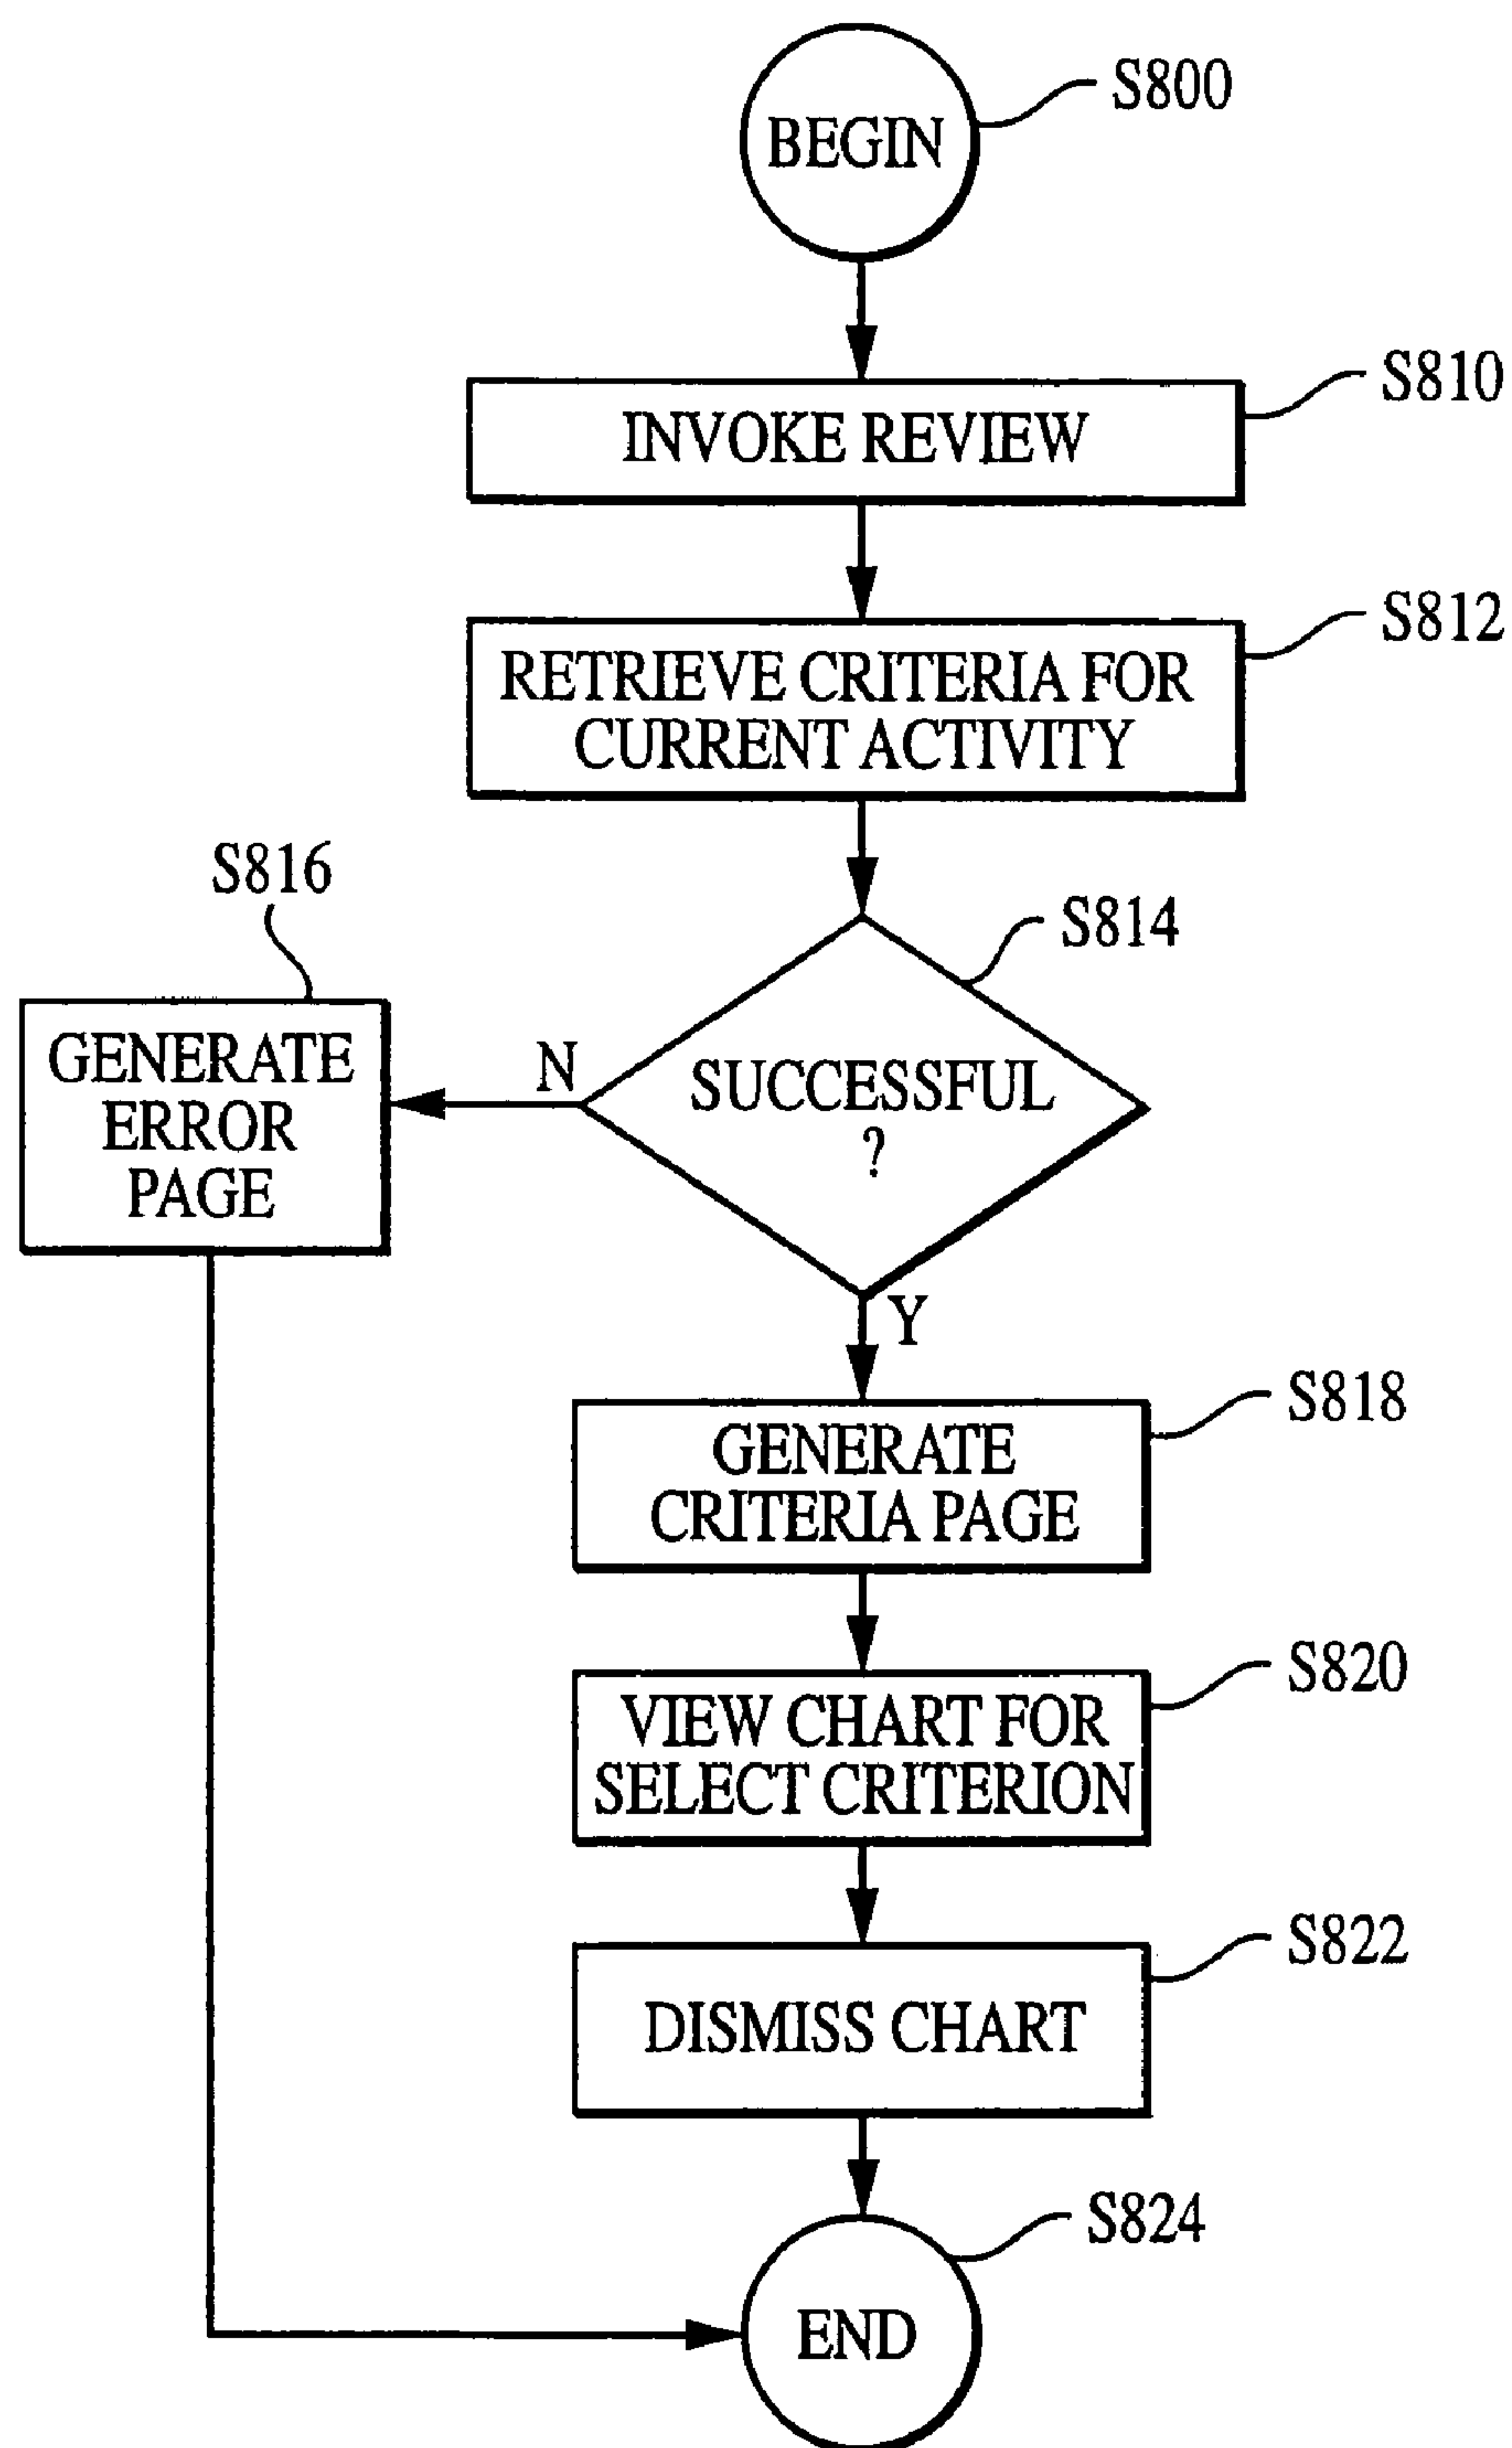 S800
BEGIN
S810
INVOKE REVIEW
S812
RETRIEVE CRITERIA FOR
CURRENT ACTIVITY
S816
S814
GENERATE
ERROR
PAGE
N
SUCCESSFUL
?
Y
S818
GENERATE
CRITERIA PAGE
S820
VIEW CHART FOR
SELECT CRITERION
S822
DISMISS CHART
S824
END